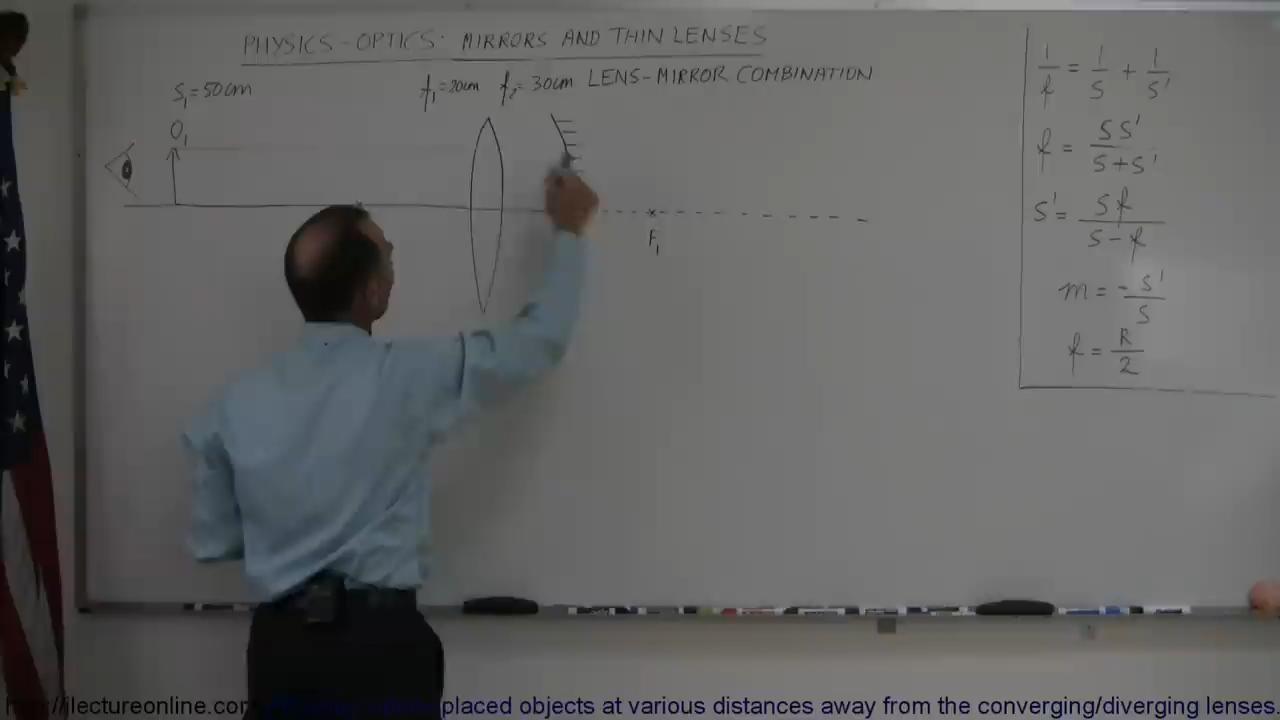 PHYSICS-OPTICS: MIRRORS AND THIN LENSES
S₁=50cm f₁=20cm f₂=30cm LENS-MIRROR COMBINATION
O₁
F₁
1/f = 1/S + 1/S'
f = SS'/S+S'
S' = Sf/S-f
m = -S'/S
f = R/2
http://ilectureonline.com placed objects at various distances away from the converging/diverging lenses.